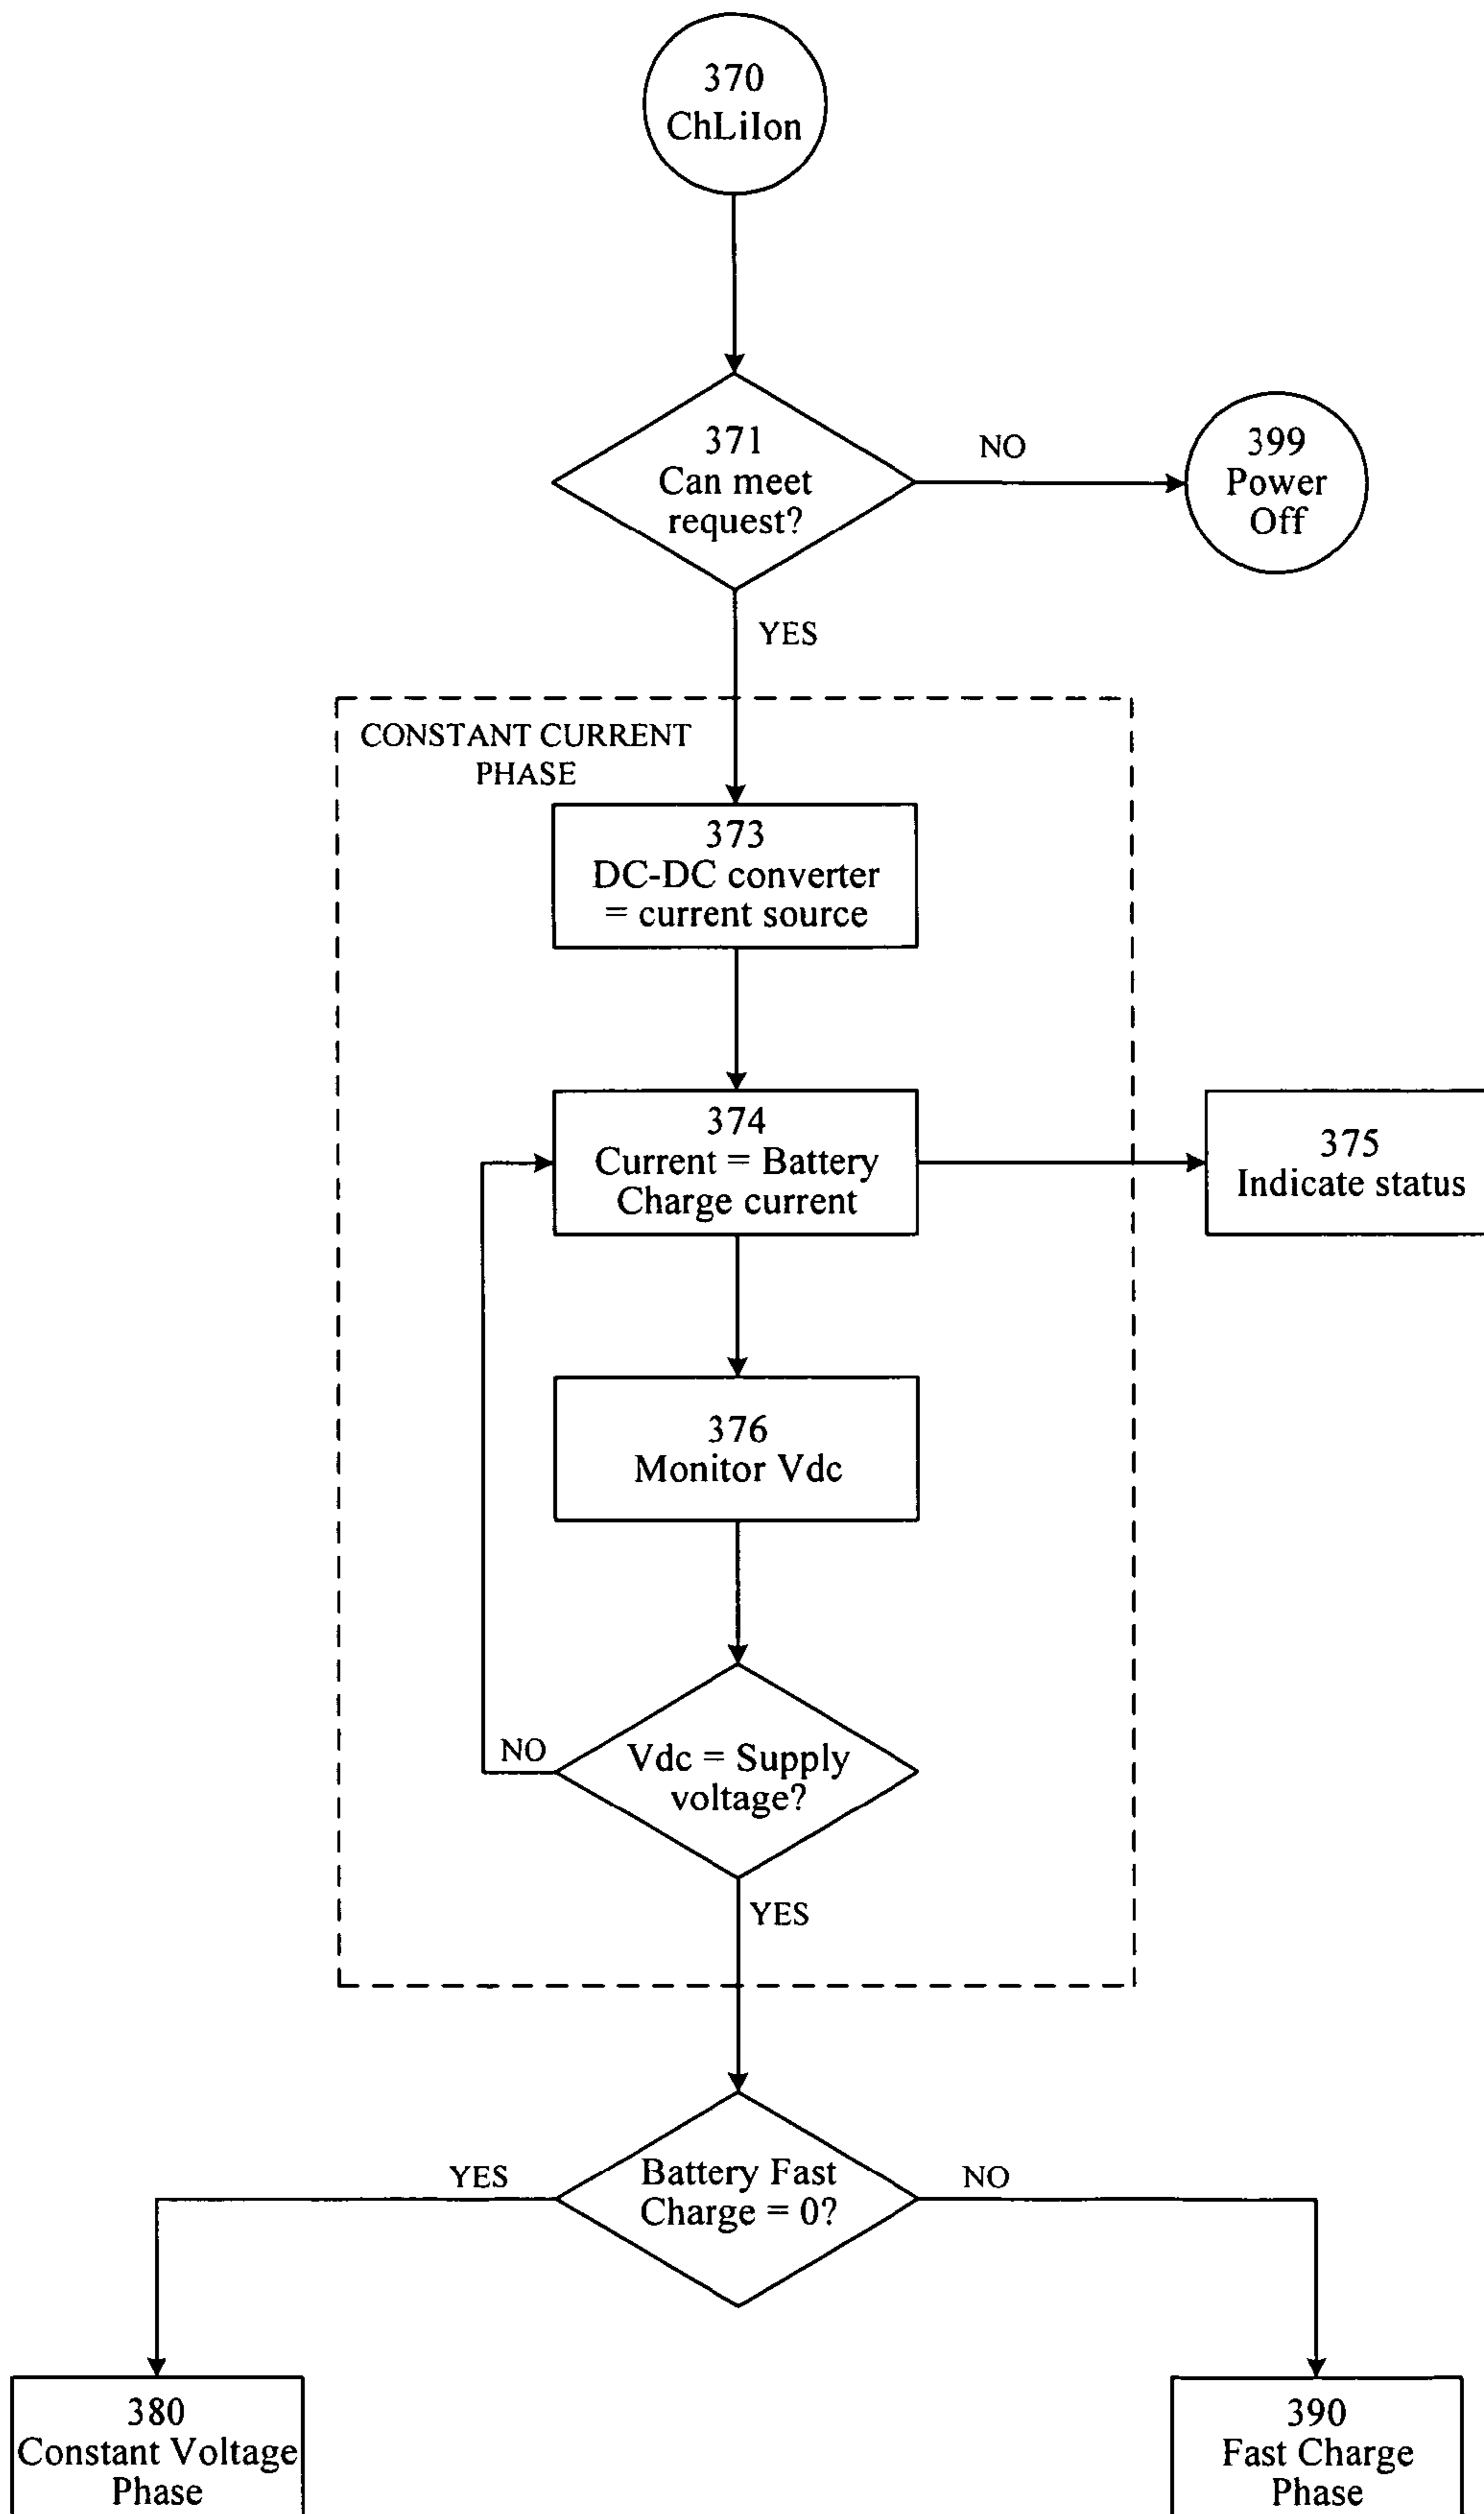 370
ChLiIon
371
Can meet
request?
NO
399
Power
Off
YES
CONSTANT CURRENT
PHASE
373
DC-DC converter
= current source
374
Current = Battery
Charge current
375
Indicate status
376
Monitor Vdc
NO
Vdc = Supply
voltage?
YES
YES
Battery Fast
Charge = 0?
NO
380
Constant Voltage
Phase
390
Fast Charge
Phase